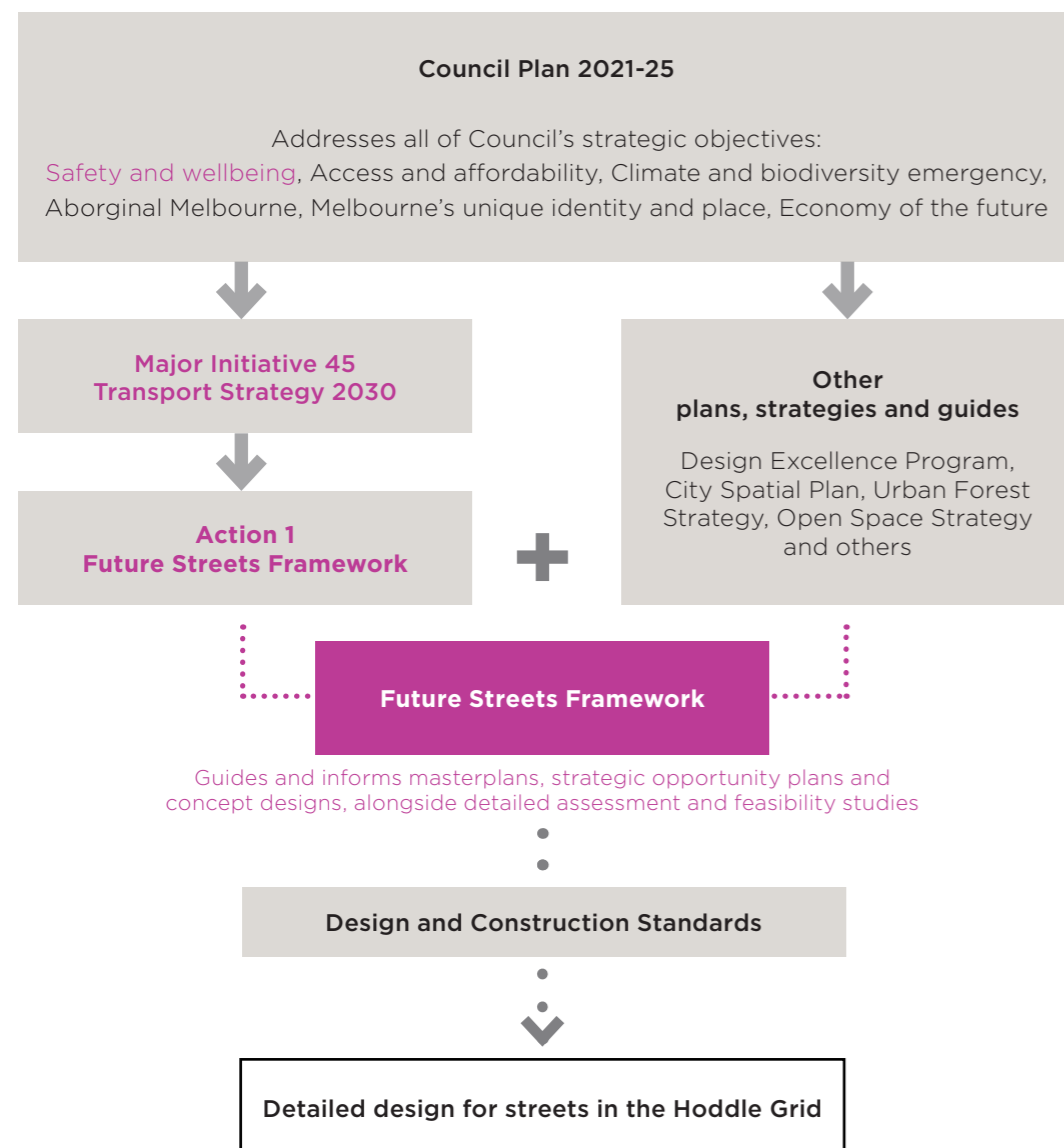 Council Plan 2021-25
Addresses all of Council's strategic objectives:
Safety and wellbeing, Access and affordability, Climate and biodiversity emergency,
Aboriginal Melbourne, Melbourne's unique identity and place, Economy of the future
Major Initiative 45
Transport Strategy 2030
Action 1
Future Streets Framework
Other
plans, strategies and guides
Design Excellence Program,
City Spatial Plan, Urban Forest
Strategy, Open Space Strategy
and others
Future Streets Framework
Guides and informs masterplans, strategic opportunity plans and
concept designs, alongside detailed assessment and feasibility studies
Design and Construction Standards
Detailed design for streets in the Hoddle Grid